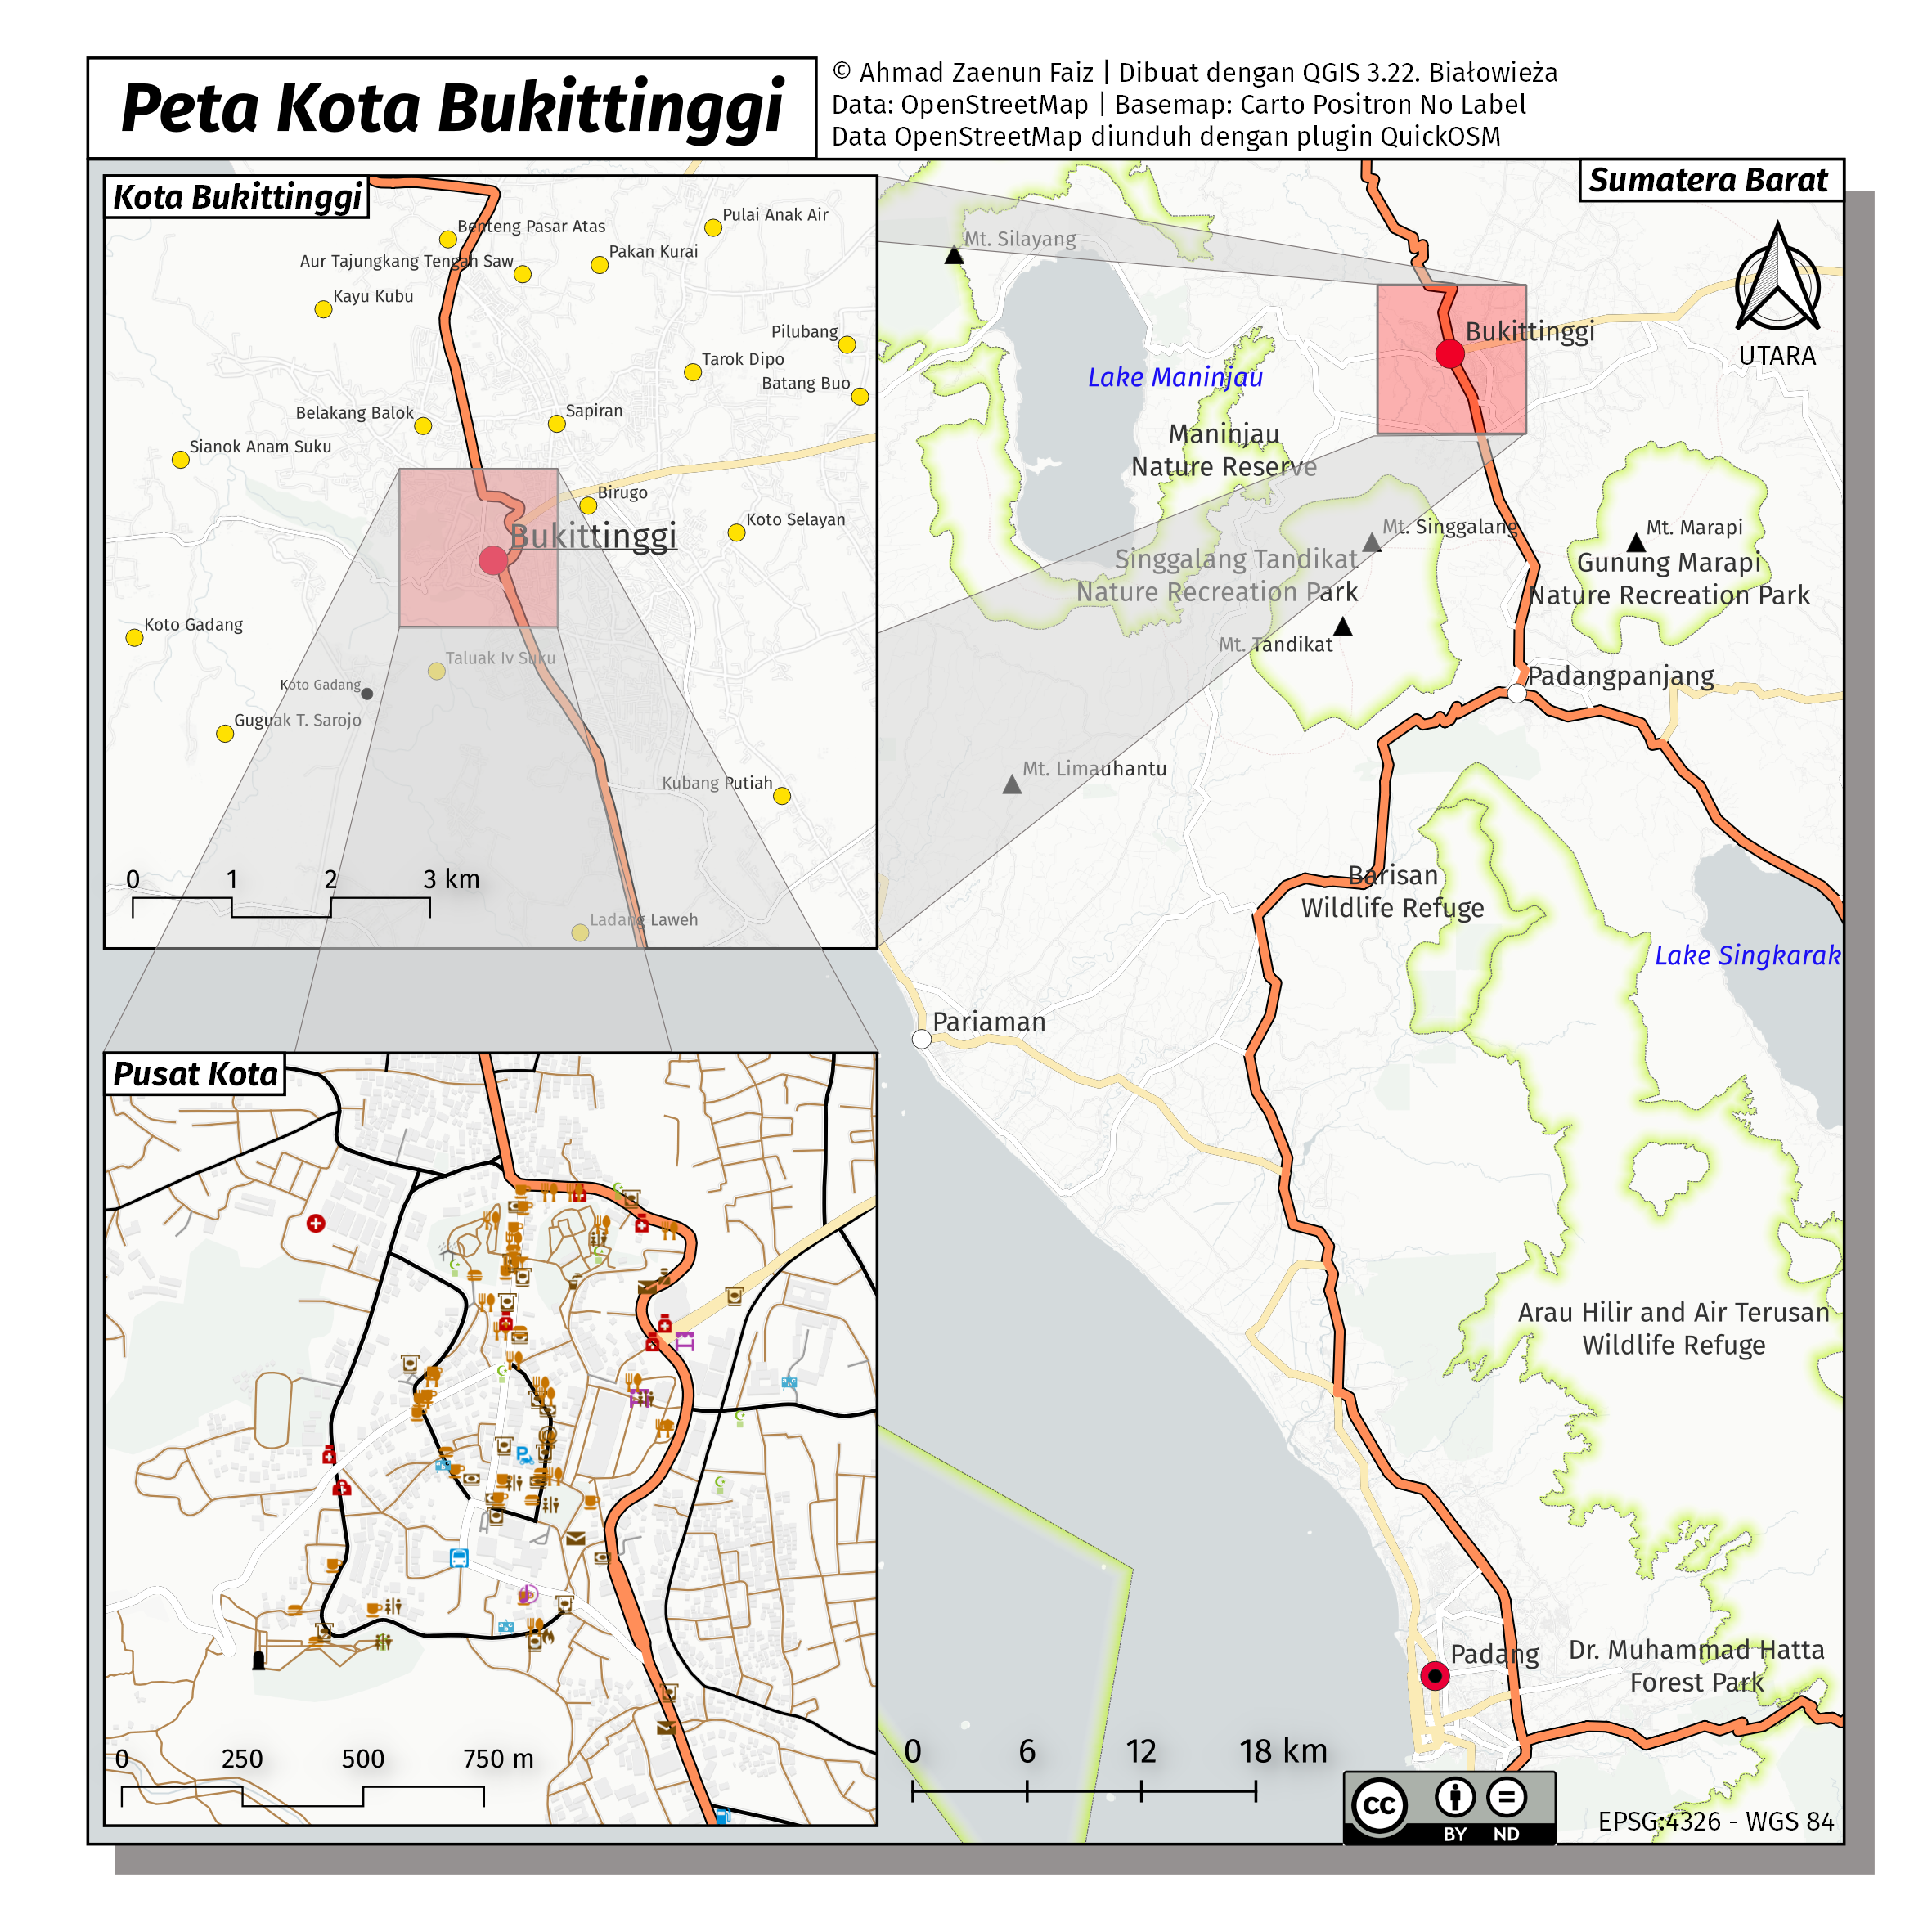 Peta Kota Bukittinggi
© Ahmad Zaenun Faiz | Dibuat dengan QGIS 3.22. Białowieża
Data: OpenStreetMap | Basemap: Carto Positron No Label
Data OpenStreetMap diunduh dengan plugin QuickOSM
Kota Bukittinggi
Benteng Pasar Atas
Pulai Anak Air
Aur Tajungkang Tengah Saw
Pakan Kurai
Kayu Kubu
Pilubang
Tarok Dipo
Batang Buo
Belakang Balok
Sapiran
Sianok Anam Suku
Birugo
Koto Selayan
Bukittinggi
Koto Gadang
Taluak Iv Suru
Koto Gadang
Guguak T. Sarojo
Kubang Putiah
Ladang Laweh
0 1 2 3 km
Sumatera Barat
UTARA
Mt. Silayang
Bukittinggi
Lake Maninjau
Maninjau
Nature Reserve
Mt. Singgalang
Mt. Marapi
Singgalang Tandikat
Nature Recreation Park
Gunung Marapi
Nature Recreation Park
Mt. Tandikat
Padangpanjang
Mt. Limauhantu
Barisan
Wildlife Refuge
Lake Singkarak
Pariaman
Arau Hilir and Air Terusan
Wildlife Refuge
Padang
Dr. Muhammad Hatta
Forest Park
0 6 12 18 km
cc
BY ND
EPSG:4326 - WGS 84
Pusat Kota
P
0 250 500 750 m